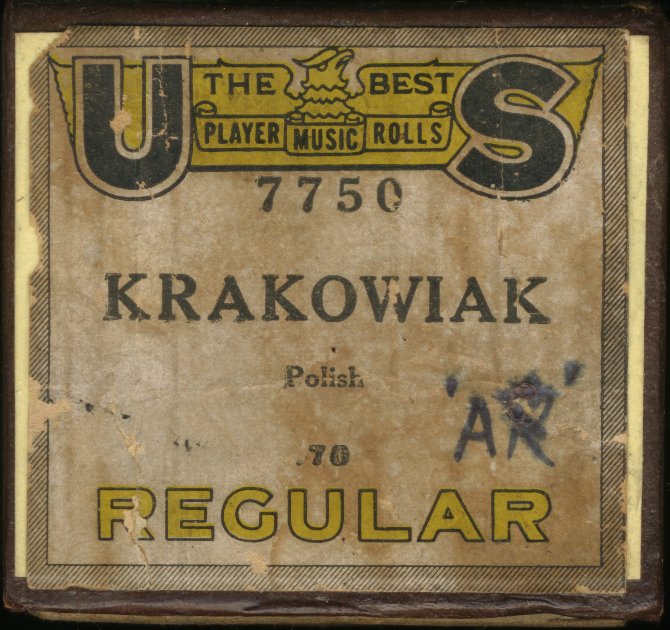 U THE BEST S
PLAYER MUSIC ROLLS
7750
KRAKOWIAK
Polish
'AR'
.70
REGULAR